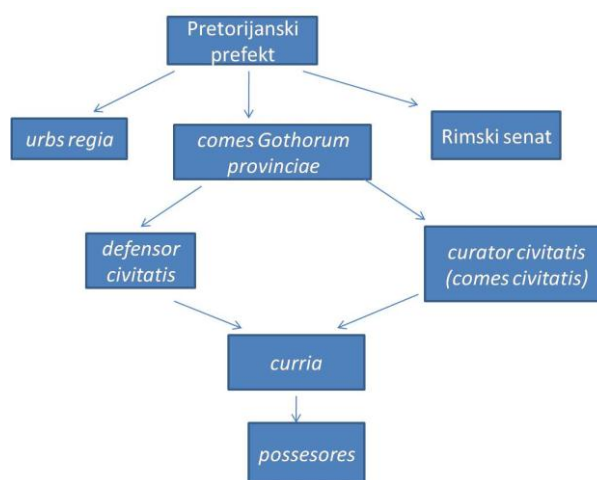 Pretorijanski
prefekt
urbs regia
comes Gothorum
provinciae
Rimski senat
defensor
civitatis
curator civitatis
(comes civitatis)
curria
possesores